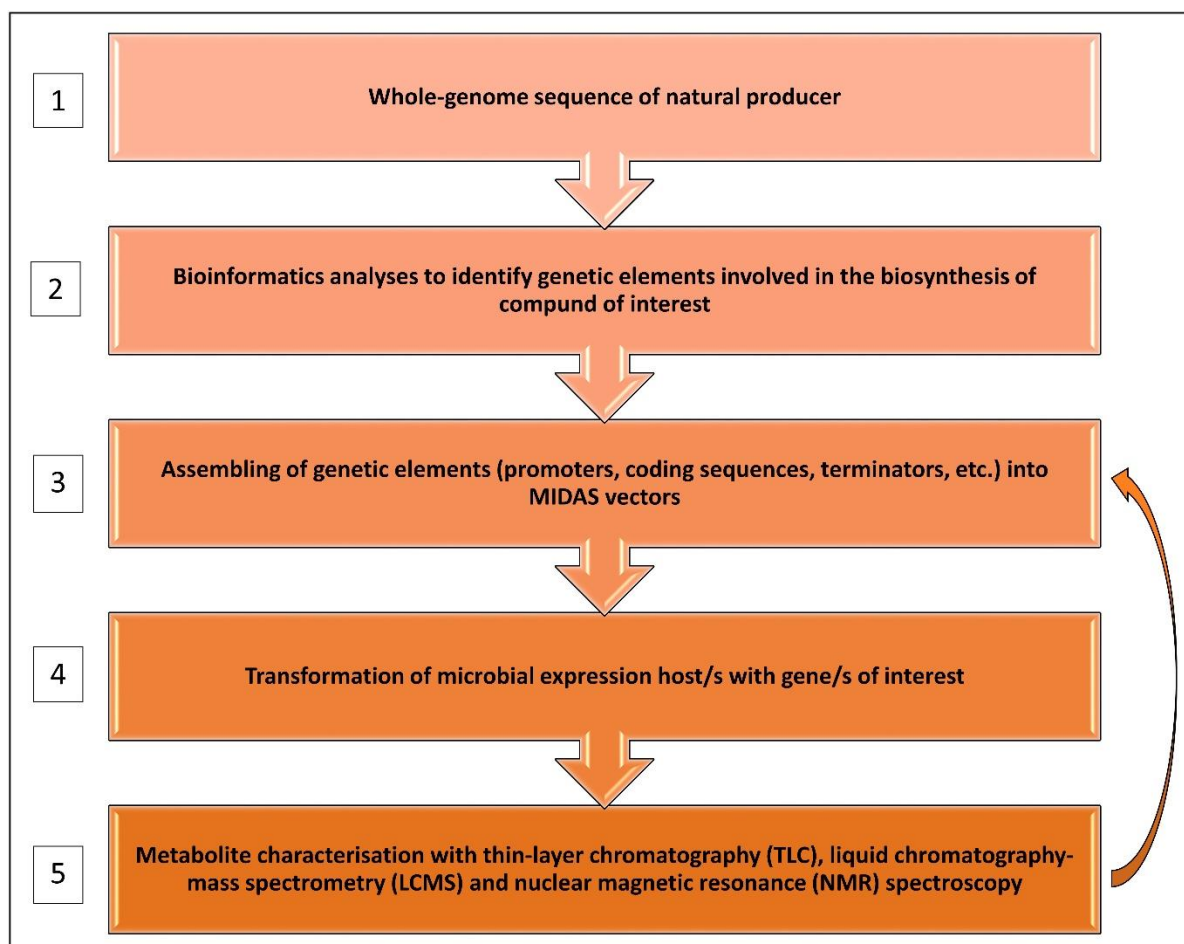 1
Whole-genome sequence of natural producer
2
Bioinformatics analyses to identify genetic elements involved in the biosynthesis of
compund of interest
3
Assembling of genetic elements (promoters, coding sequences, terminators, etc.) into
MIDAS vectors
4
Transformation of microbial expression host/s with gene/s of interest
5
Metabolite characterisation with thin-layer chromatography (TLC), liquid chromatography-
mass spectrometry (LCMS) and nuclear magnetic resonance (NMR) spectroscopy